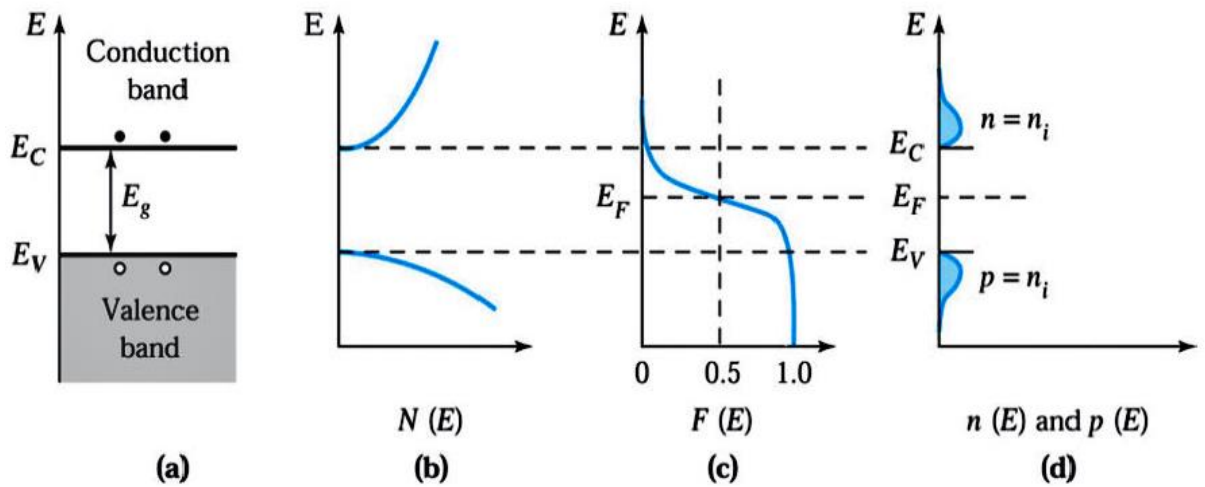 E
Conduction
band
E_C
E_g
E_V
Valence
band
(a)
E
N (E)
(b)
E
E_F
0 0.5 1.0
F (E)
(c)
E
n = n_i
E_C
E_F
E_V
p = n_i
n (E) and p (E)
(d)